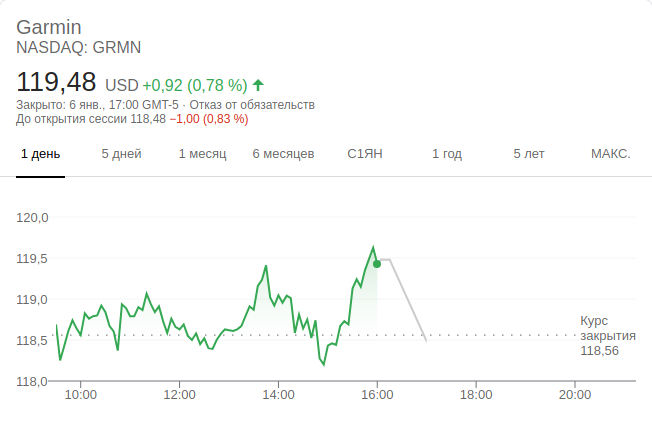 Garmin
NASDAQ: GRMN
119,48 USD +0,92 (0,78 %)
Закрыто: 6 янв., 17:00 GMT-5 · Отказ от обязательств
До открытия сессии 118,48 −1,00 (0,83 %)
1 день 5 дней 1 месяц 6 месяцев С1ЯН 1 год 5 лет МАКС.
120,0
119,5
119,0
118,5
118,0
Курс
закрытия
118,56
10:00 12:00 14:00 16:00 18:00 20:00